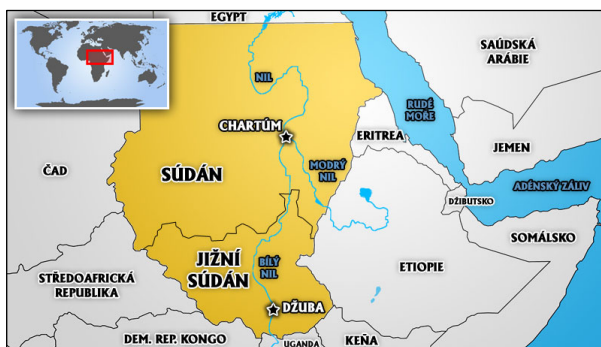 EGYPT
SAÚDSKÁ
ARÁBIE
NIL
RUDÉ
MOŘE
CHARTÚM
ERITREA
JEMEN
ČAD
SÚDÁN
MODRÝ
NIL
ADÉNSKÝ ZÁLIV
DŽIBUTSKO
SOMÁLSKO
JIŽNÍ
SÚDÁN
BÍLÝ
NIL
ETIOPIE
STŘEDOAFRICKÁ
REPUBLIKA
DŽUBA
DEM. REP. KONGO
UGANDA
KEŇA